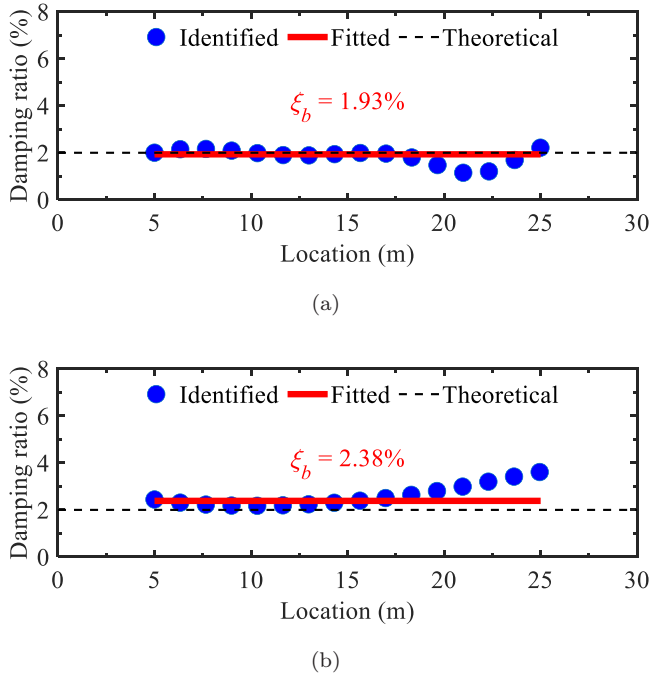 8
Identified Fitted Theoretical
6
ξb = 1.93%
4
2
0
Damping ratio (%)
0 5 10 15 20 25 30
Location (m)
(a)
8
Identified Fitted Theoretical
6
ξb = 2.38%
4
2
0
Damping ratio (%)
0 5 10 15 20 25 30
Location (m)
(b)